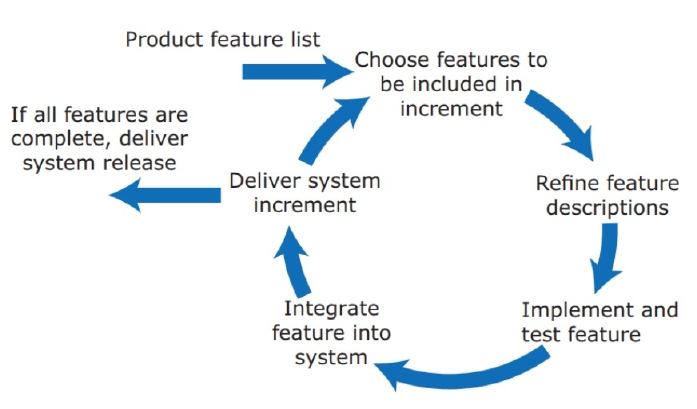 Product feature list
Choose features to
be included in
increment
If all features are
complete, deliver
system release
Deliver system
increment
Refine feature
descriptions
Integrate
feature into
system
Implement and
test feature